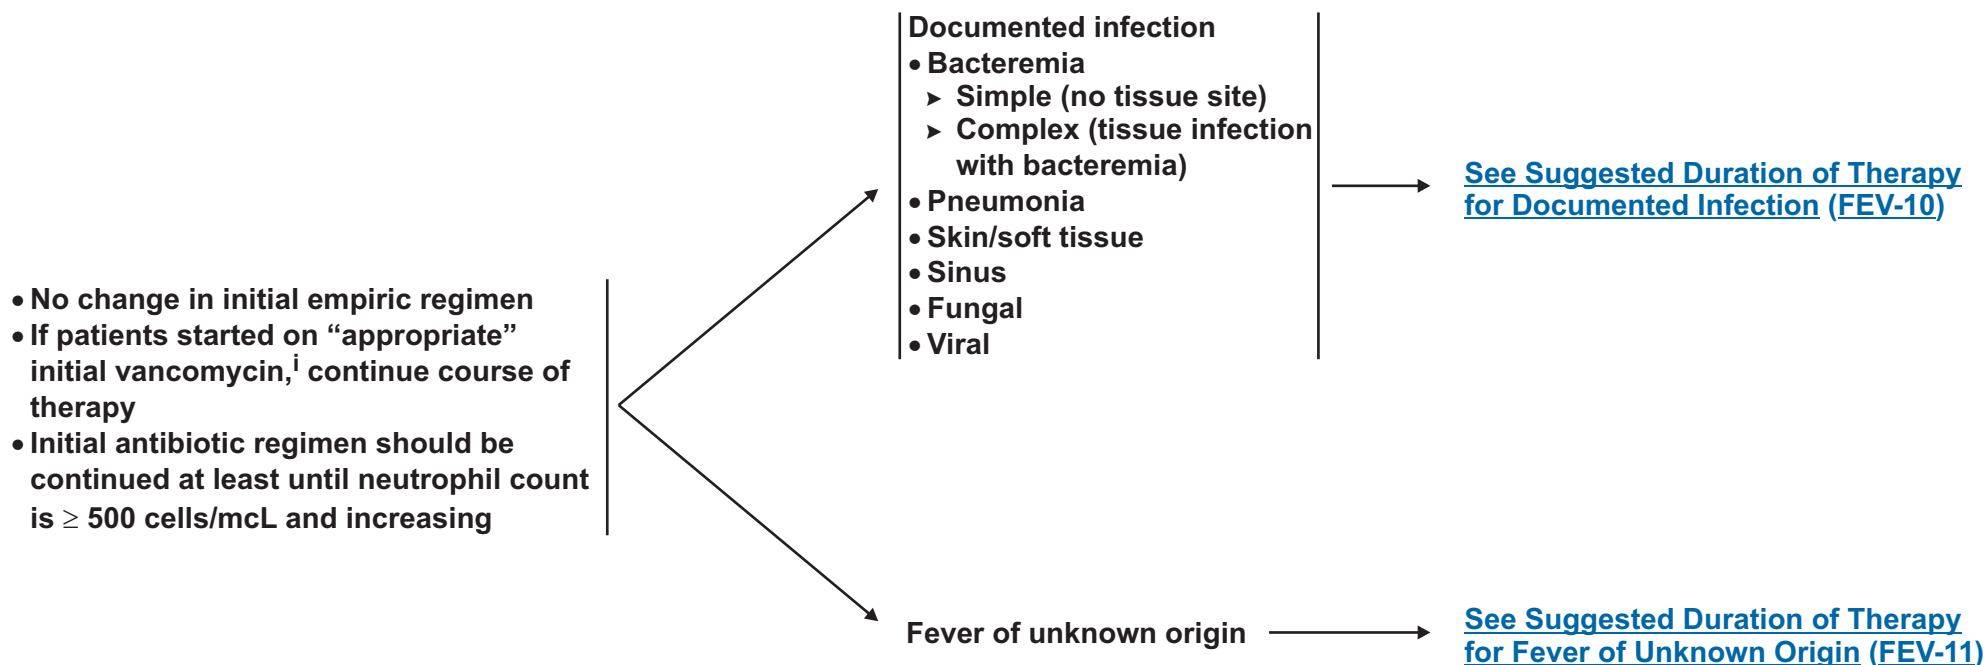 • No change in initial empiric regimen
• If patients started on “appropriate”
initial vancomycin,i continue course of
therapy
• Initial antibiotic regimen should be
continued at least until neutrophil count
is ≥ 500 cells/mcL and increasing
Documented infection
• Bacteremia
➤ Simple (no tissue site)
➤ Complex (tissue infection
with bacteremia)
• Pneumonia
• Skin/soft tissue
• Sinus
• Fungal
• Viral
See Suggested Duration of Therapy
for Documented Infection (FEV-10)
Fever of unknown origin
See Suggested Duration of Therapy
for Fever of Unknown Origin (FEV-11)